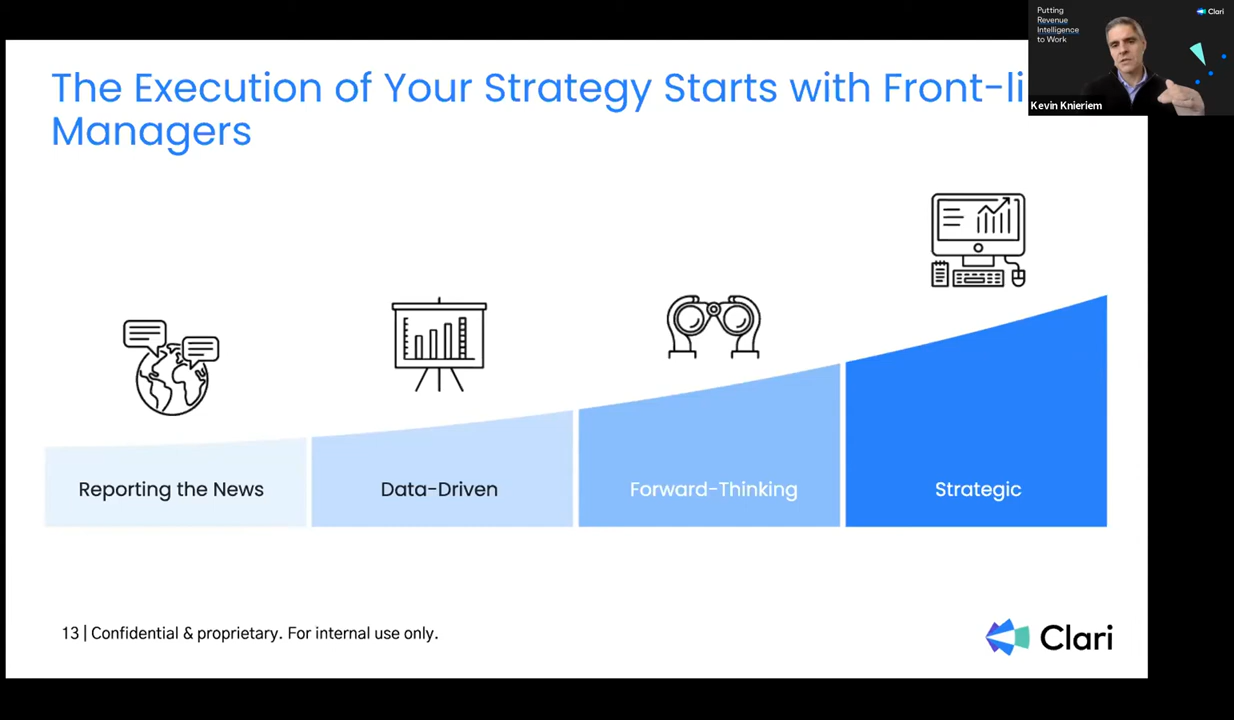 The Execution of Your Strategy Starts with Front-li
Managers
Putting
Revenue
Intelligence
to Work
Clari
Kevin Knieriem
Reporting the News
Data-Driven
Forward-Thinking
Strategic
13 | Confidential & proprietary. For internal use only.
Clari